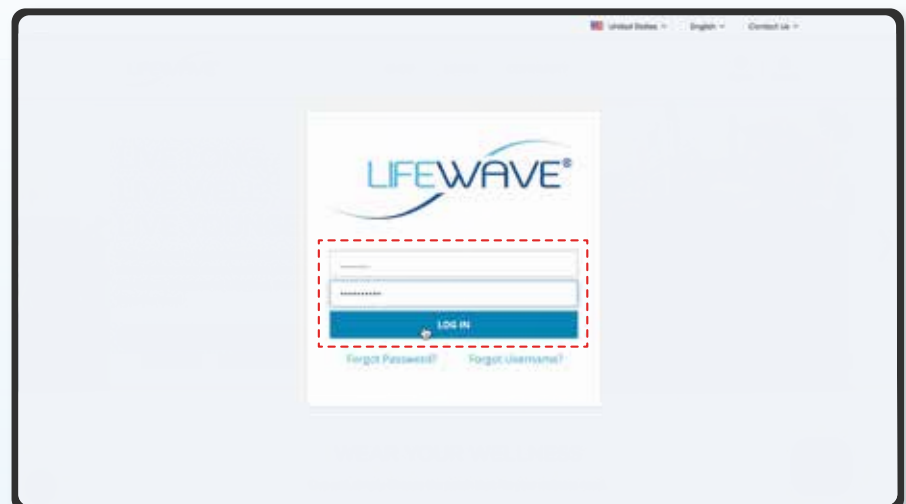 United States English Contact Us
LIFEWAVE®
LOG IN
Forgot Password? Forgot Username?